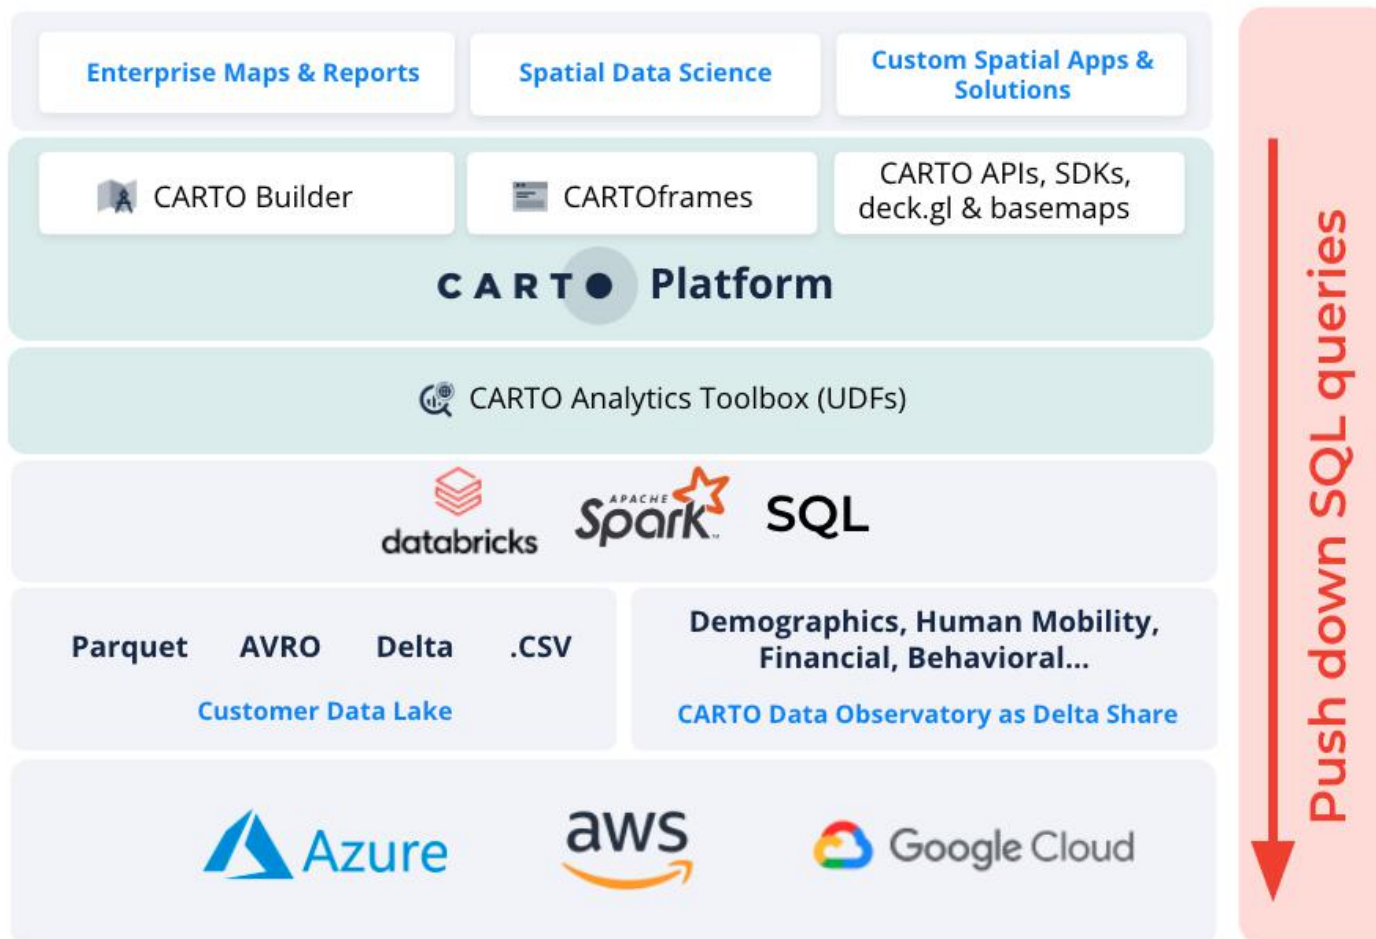 Enterprise Maps & Reports
Spatial Data Science
Custom Spatial Apps &
Solutions
CARTO Builder
CARTOframes
CARTO APIs, SDKs,
deck.gl & basemaps
CARTO Platform
CARTO Analytics Toolbox (UDFs)
databricks
APACHE
Spark™
SQL
Parquet AVRO Delta .CSV
Customer Data Lake
Demographics, Human Mobility,
Financial, Behavioral...
CARTO Data Observatory as Delta Share
Azure
aws
Google Cloud
Push down SQL queries